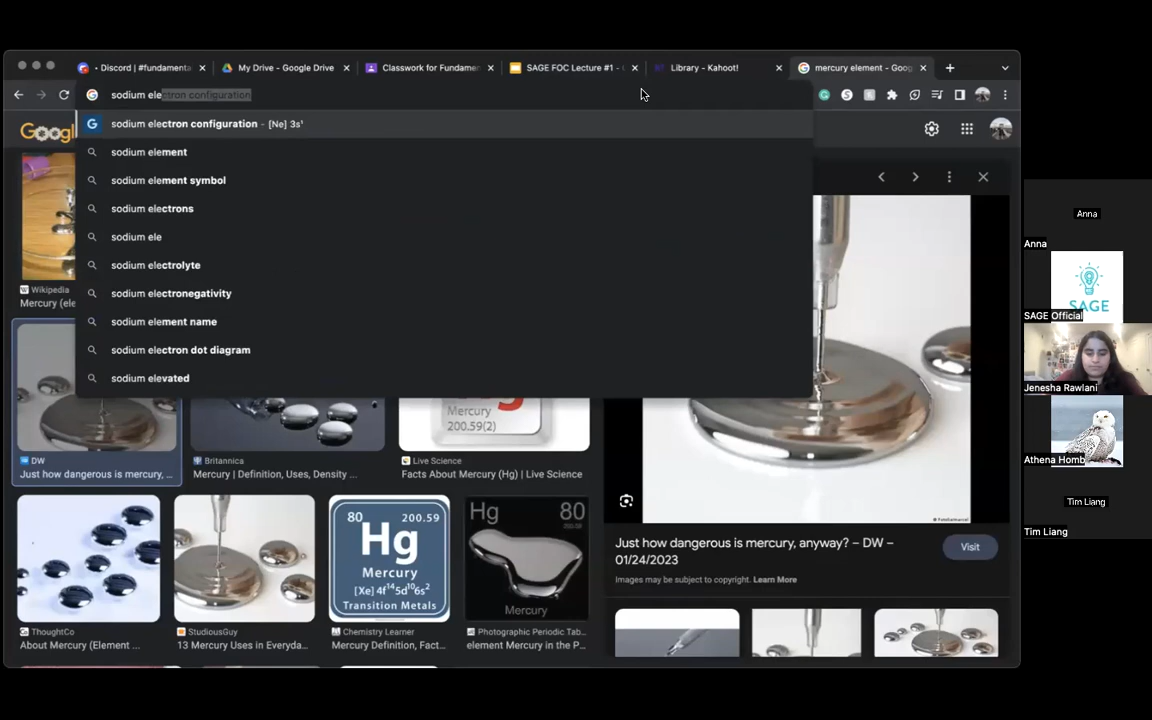 • Discord | #fundamenta
My Drive - Google Drive
Classwork for Fundamen
SAGE FOC Lecture #1 -
Library - Kahoot!
mercury element - Goog
sodium electron configuration
Googl
sodium electron configuration - [Ne] 3s¹
sodium element
sodium element symbol
sodium electrons
sodium ele
sodium electrolyte
sodium electronegativity
sodium element name
sodium electron dot diagram
sodium elevated
Wikipedia
Mercury (ele
DW
Just how dangerous is mercury, ...
Britannica
Mercury | Definition, Uses, Density ...
Mercury
200.59(2)
Live Science
Facts About Mercury (Hg) | Live Science
ThoughtCo
About Mercury (Element ...
StudiousGuy
13 Mercury Uses in Everyda...
80 200.59
Hg
Mercury
[Xe] 4f¹⁴5d¹⁰6s²
Transition Metals
Chemistry Learner
Mercury Definition, Fact...
Hg 80
Mercury
Photographic Periodic Tab...
element Mercury in the P...
Just how dangerous is mercury, anyway? – DW –
01/24/2023
Images may be subject to copyright. Learn More
Visit
Anna
Anna
SAGE
SAGE Official
Jenesha Rawlani
Athena Homb
Tim Liang
Tim Liang